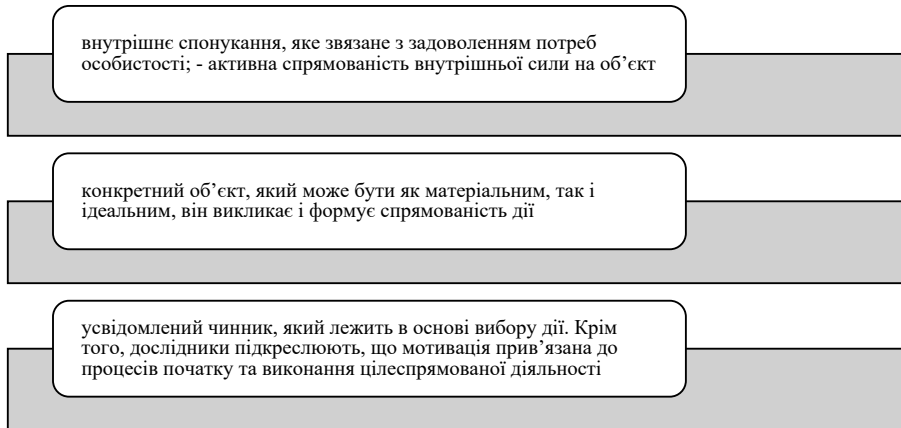 внутрішнє спонукання, яке звязане з задоволенням потреб
особистості; - активна спрямованість внутрішньої сили на об’єкт
конкретний об’єкт, який може бути як матеріальним, так і
ідеальним, він викликає і формує спрямованість дії
усвідомлений чинник, який лежить в основі вибору дії. Крім
того, дослідники підкреслюють, що мотивація прив’язана до
процесів початку та виконання цілеспрямованої діяльності